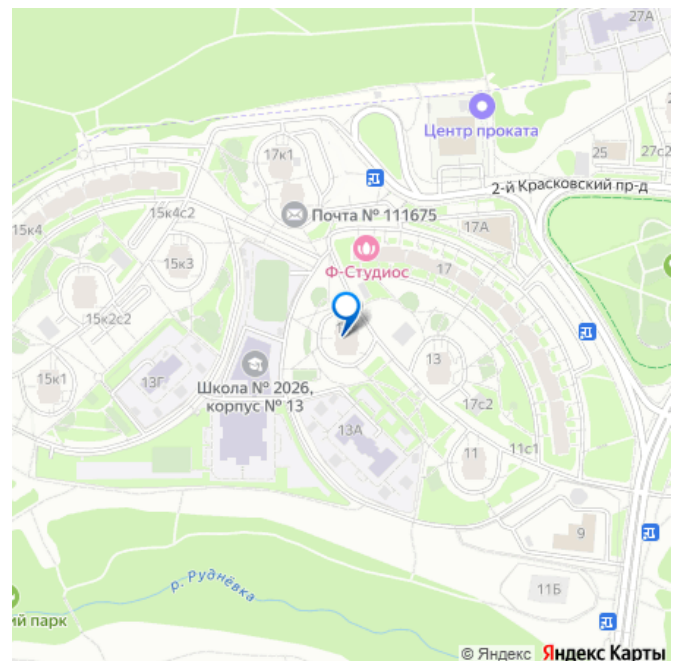 27А
Центр проката
17к1
25
27с2
2-й Красковский пр-д
15к4с2
Почта № 111675
17А
15к4
15к3
Ф-Студиос
17
15к2с2
13
15к1
13Г
Школа № 2026,
корпус № 13
17с2
13А
11
11с1
9
р. Руднёвка
11Б
ий парк
© Яндекс Яндекс Карты